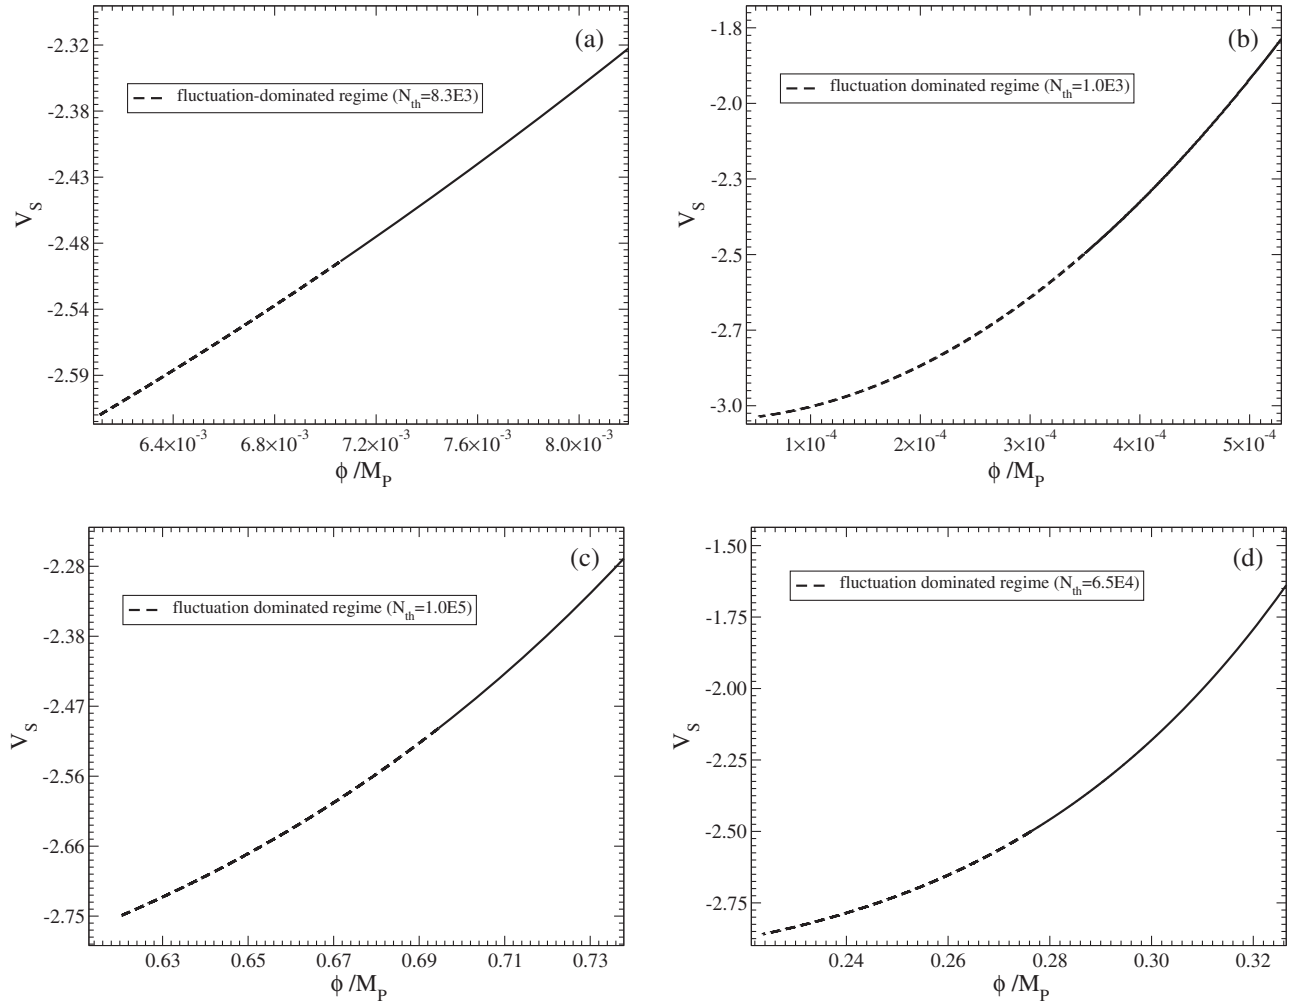 (a)
-2.32
-2.38
-2.43
-2.48
-2.54
-2.59
V_S
fluctuation-dominated regime (N_th=8.3E3)
6.4×10⁻³ 6.8×10⁻³ 7.2×10⁻³ 7.6×10⁻³ 8.0×10⁻³
ϕ /M_P
(b)
-1.8
-2.0
-2.3
-2.5
-2.7
-3.0
V_S
fluctuation dominated regime (N_th=1.0E3)
1×10⁻⁴ 2×10⁻⁴ 3×10⁻⁴ 4×10⁻⁴ 5×10⁻⁴
ϕ /M_P
(c)
-2.28
-2.38
-2.47
-2.56
-2.66
-2.75
V_S
fluctuation dominated regime (N_th=1.0E5)
0.63 0.65 0.67 0.69 0.71 0.73
ϕ /M_P
(d)
-1.50
-1.75
-2.00
-2.25
-2.50
-2.75
V_S
fluctuation dominated regime (N_th=6.5E4)
0.24 0.26 0.28 0.30 0.32
ϕ /M_P